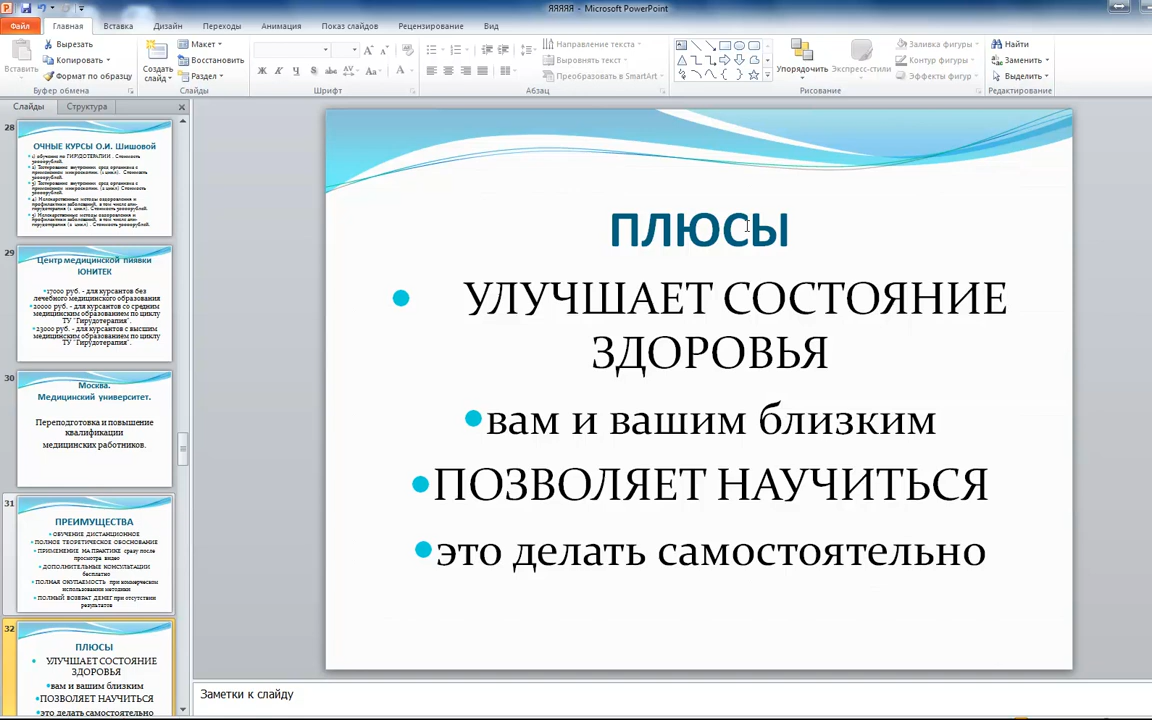 ЯЯЯЯЯ - Microsoft PowerPoint
Файл Главная Вставка Дизайн Переходы Анимация Показ слайдов Рецензирование Вид
Вставить
Вырезать
Копировать
Формат по образцу
Буфер обмена
Создать слайд
Макет
Восстановить
Раздел
Слайды
Шрифт
Направление текста
Выровнять текст
Преобразовать в SmartArt
Абзац
Упорядочить
Экспресс-стили
Заливка фигуры
Контур фигуры
Эффекты фигур
Рисование
Найти
Заменить
Выделить
Редактирование
Слайды Структура
28
ОЧНЫЕ КУРСЫ О.И. Шишовой
29
Центр медицинской пиявки
ЮНИТЕК
17000 руб. - для курсантов без
лечебного медицинского образования
20000 руб. - для курсантов со средним
медицинским образованием по циклу
ТУ "Гирудотерапия".
23000 руб. - для курсантов с высшим
медицинским образованием по циклу
ТУ "Гирудотерапия".
30
Москва.
Медицинский университет.
Переподготовка и повышение
квалификации
медицинских работников.
31
ПРЕИМУЩЕСТВА
ОБУЧЕНИЕ ДИСТАНЦИОННОЕ
ПОЛНОЕ ТЕОРЕТИЧЕСКОЕ ОБОСНОВАНИЕ
ПРИМЕНЕНИЕ НА ПРАКТИКЕ сразу после
просмотра видео
ДОПОЛНИТЕЛЬНЫЕ КОНСУЛЬТАЦИИ
бесплатно
ПОЛНАЯ ОКУПАЕМОСТЬ при коммерческом
использовании методики
ПОЛНЫЙ ВОЗВРАТ ДЕНЕГ при отсутствии
результатов
32
ПЛЮСЫ
УЛУЧШАЕТ СОСТОЯНИЕ
ЗДОРОВЬЯ
вам и вашим близким
ПОЗВОЛЯЕТ НАУЧИТЬСЯ
это делать самостоятельно
ПЛЮСЫ
УЛУЧШАЕТ СОСТОЯНИЕ
ЗДОРОВЬЯ
вам и вашим близким
ПОЗВОЛЯЕТ НАУЧИТЬСЯ
это делать самостоятельно
Заметки к слайду